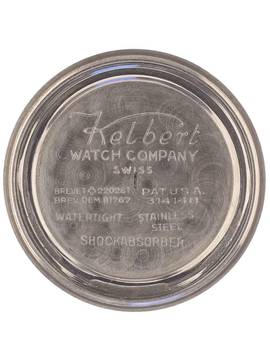 Kelbert
WATCH COMPANY
SWISS
BREVET 220261 PAT. U.S.A.
BREV. DEM. 81767
WATERTIGHT - STAINLESS
STEEL
SHOCKABSORBER